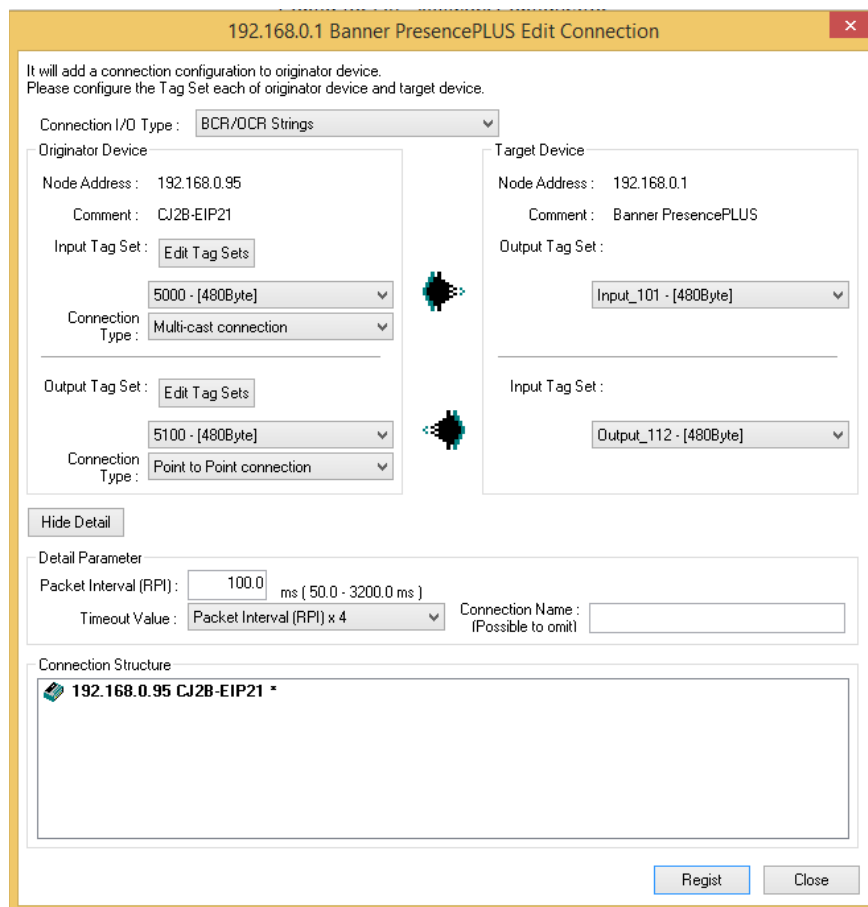 192.168.0.1 Banner PresencePLUS Edit Connection
It will add a connection configuration to originator device.
Please configure the Tag Set each of originator device and target device.
Connection I/O Type : BCR/OCR Strings
Originator Device
Node Address : 192.168.0.95
Comment : CJ2B-EIP21
Input Tag Set : Edit Tag Sets
5000 - [480Byte]
Connection Type : Multi-cast connection
Output Tag Set : Edit Tag Sets
5100 - [480Byte]
Connection Type : Point to Point connection
Target Device
Node Address : 192.168.0.1
Comment : Banner PresencePLUS
Output Tag Set :
Input_101 - [480Byte]
Input Tag Set :
Output_112 - [480Byte]
Hide Detail
Detail Parameter
Packet Interval (RPI) : 100.0 ms ( 50.0 - 3200.0 ms )
Timeout Value : Packet Interval (RPI) x 4
Connection Name :
(Possible to omit)
Connection Structure
192.168.0.95 CJ2B-EIP21 *
Regist Close